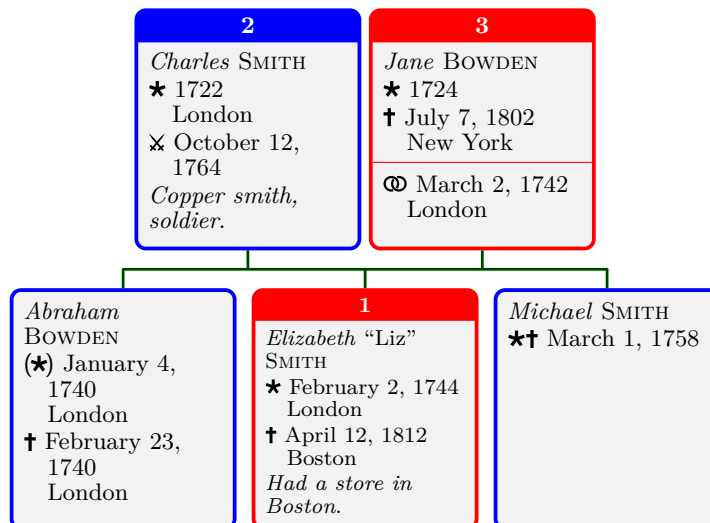 2
Charles SMITH
★ 1722
London
⚔ October 12,
1764
Copper smith,
soldier.
3
Jane BOWDEN
★ 1724
† July 7, 1802
New York
⚭ March 2, 1742
London
Abraham
BOWDEN
(★) January 4,
1740
London
† February 23,
1740
London
1
Elizabeth “Liz”
SMITH
★ February 2, 1744
London
† April 12, 1812
Boston
Had a store in
Boston.
Michael SMITH
★† March 1, 1758